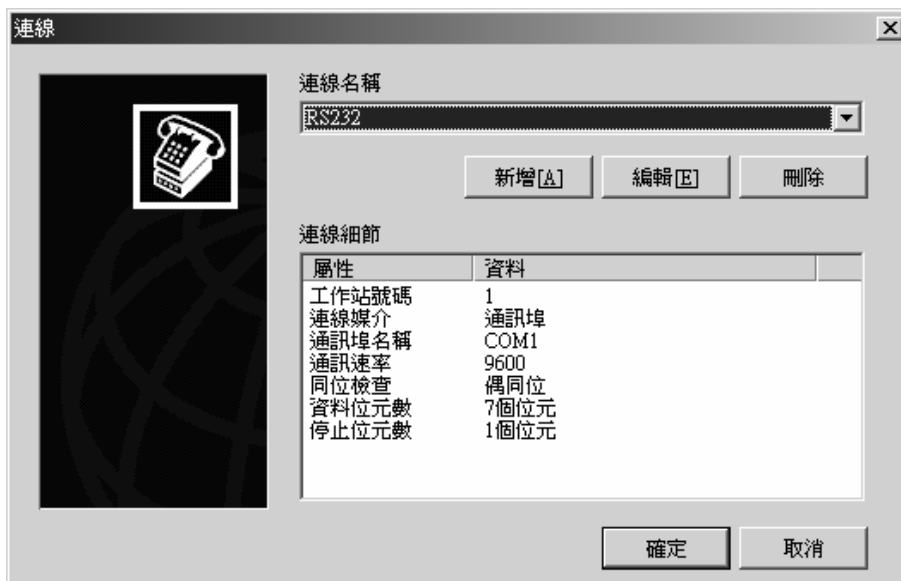 連線
連線名稱
RS232
新增[A] 編輯[E] 刪除
連線細節
屬性 資料
工作站號碼 1
連線媒介 通訊埠
通訊埠名稱 COM1
通訊速率 9600
同位檢查 偶同位
資料位元數 7個位元
停止位元數 1個位元
確定 取消